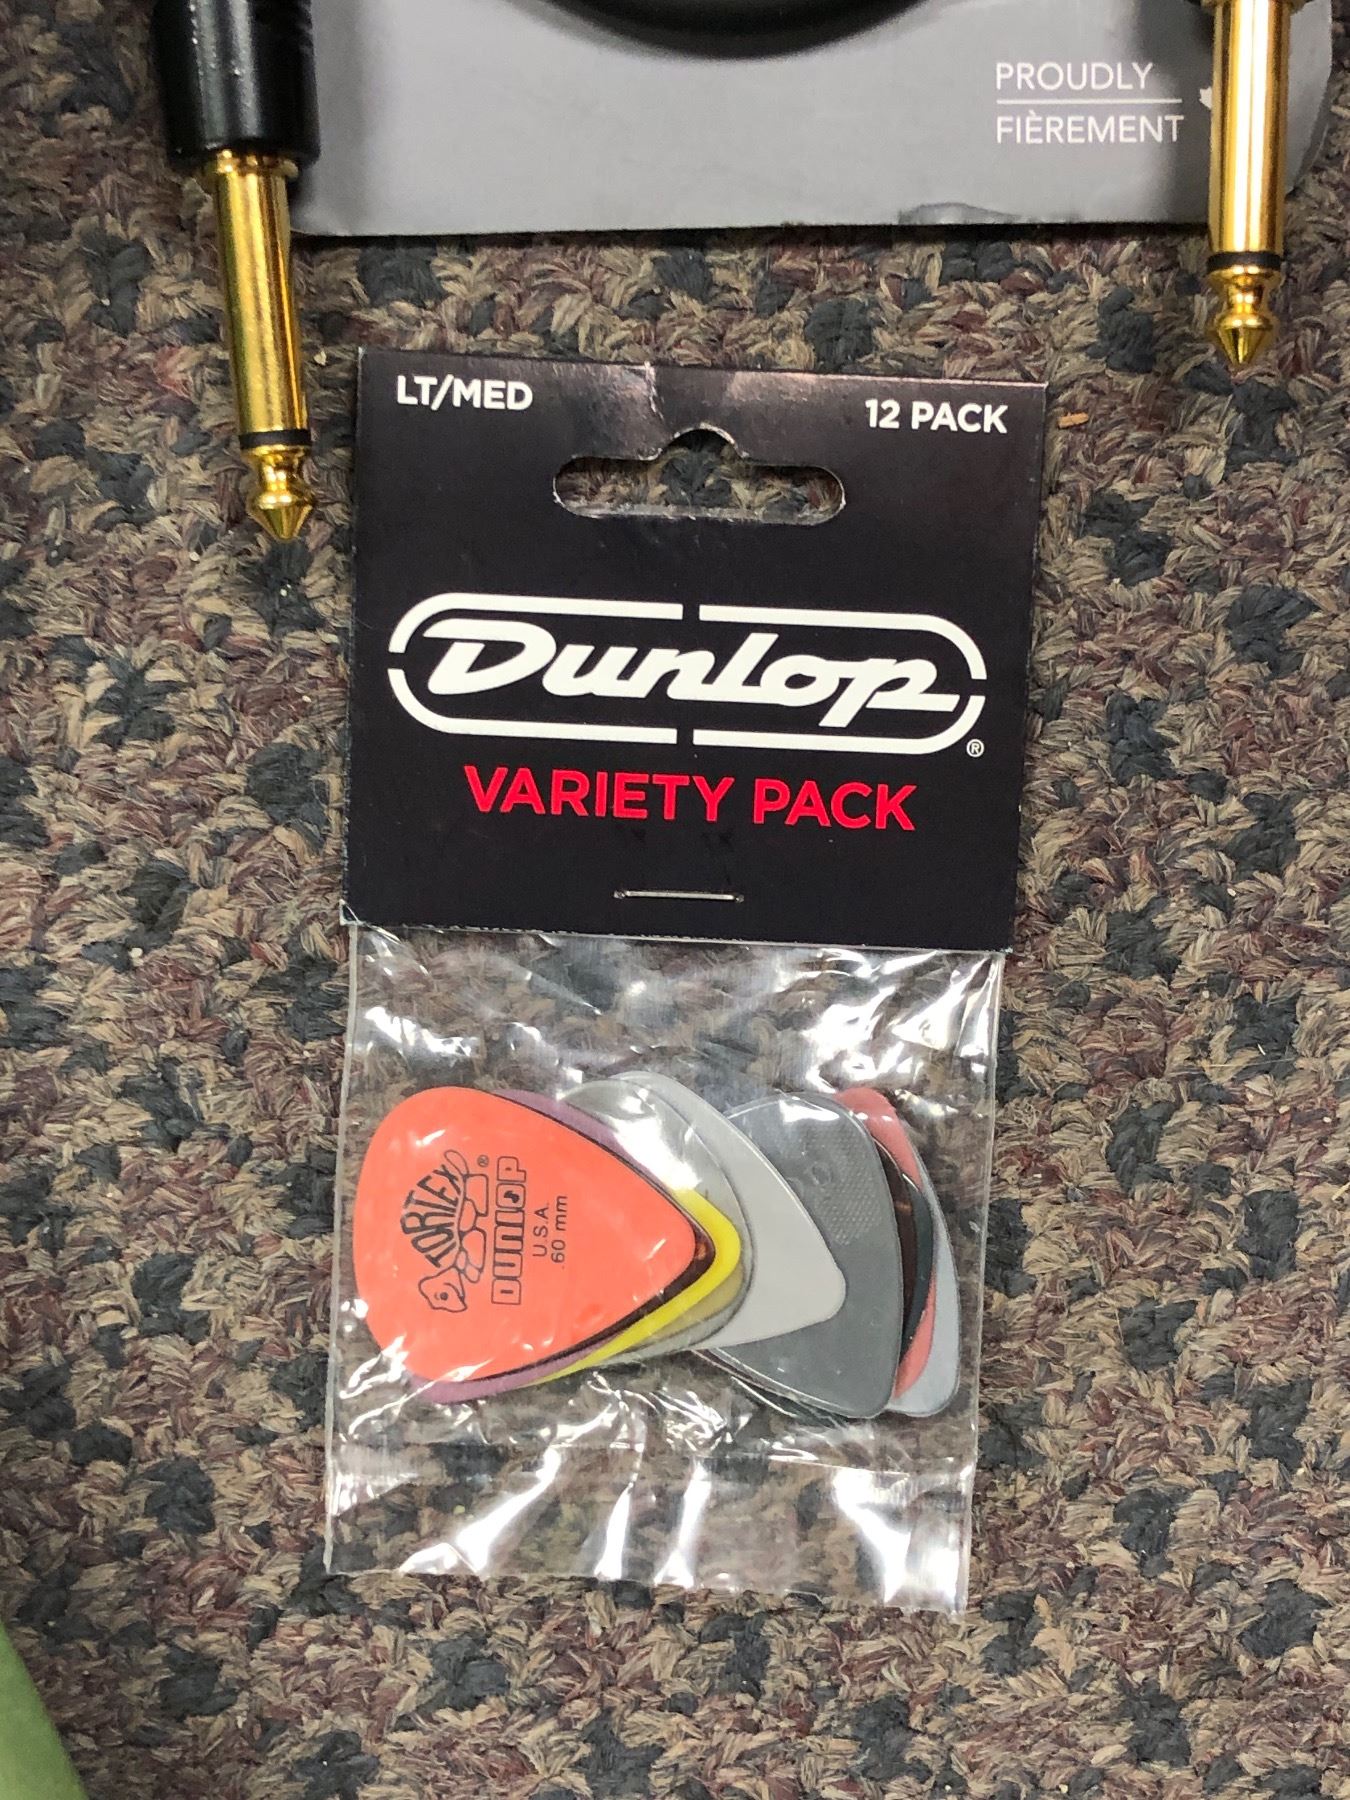 PROUDLY
FIÈREMENT
LT/MED
12 PACK
Dunlop®
VARIETY PACK
TORTEX®
DUNLOP
U.S.A.
.60 mm